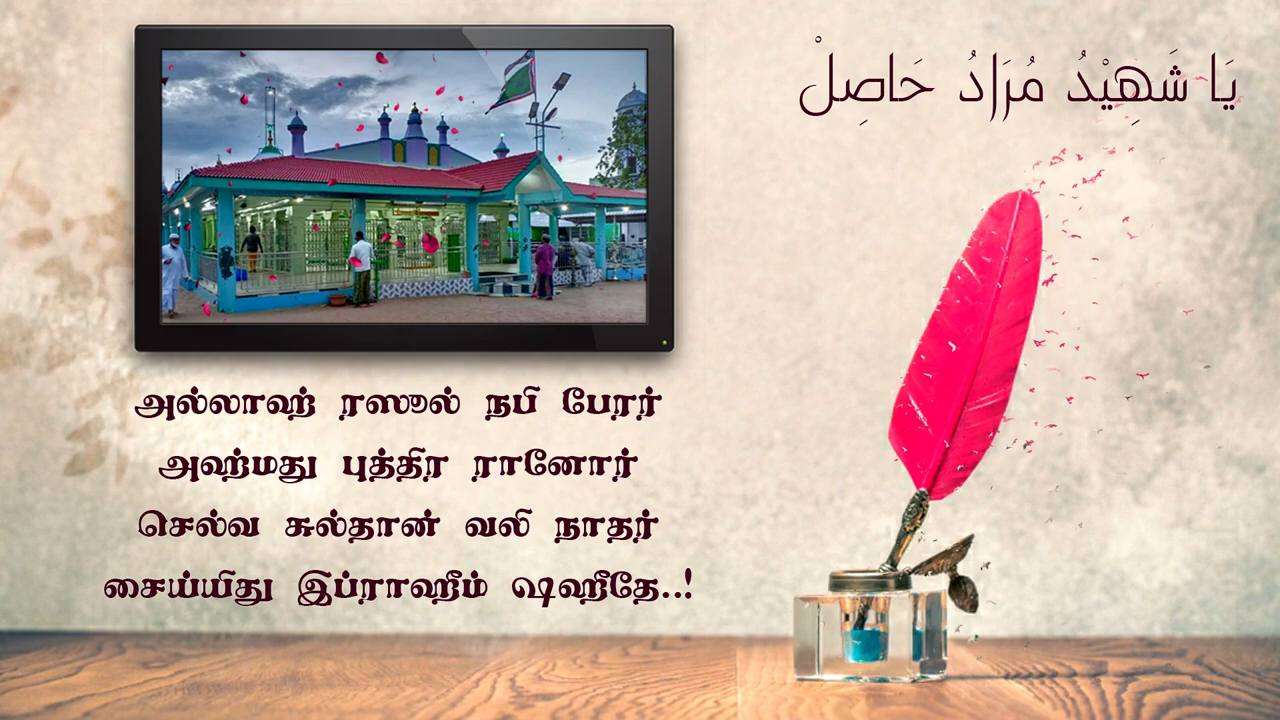 يَا شَهِيْدُ مُرَادُ حَاصِلْ
அல்லாஹ் ரஸூல் நபி பேரர்
அஹ்மது புத்திர ரானோர்
செல்வ சுல்தான் வலி நாதர்
சைய்யிது இப்ராஹீம் ஷஹீதே..!